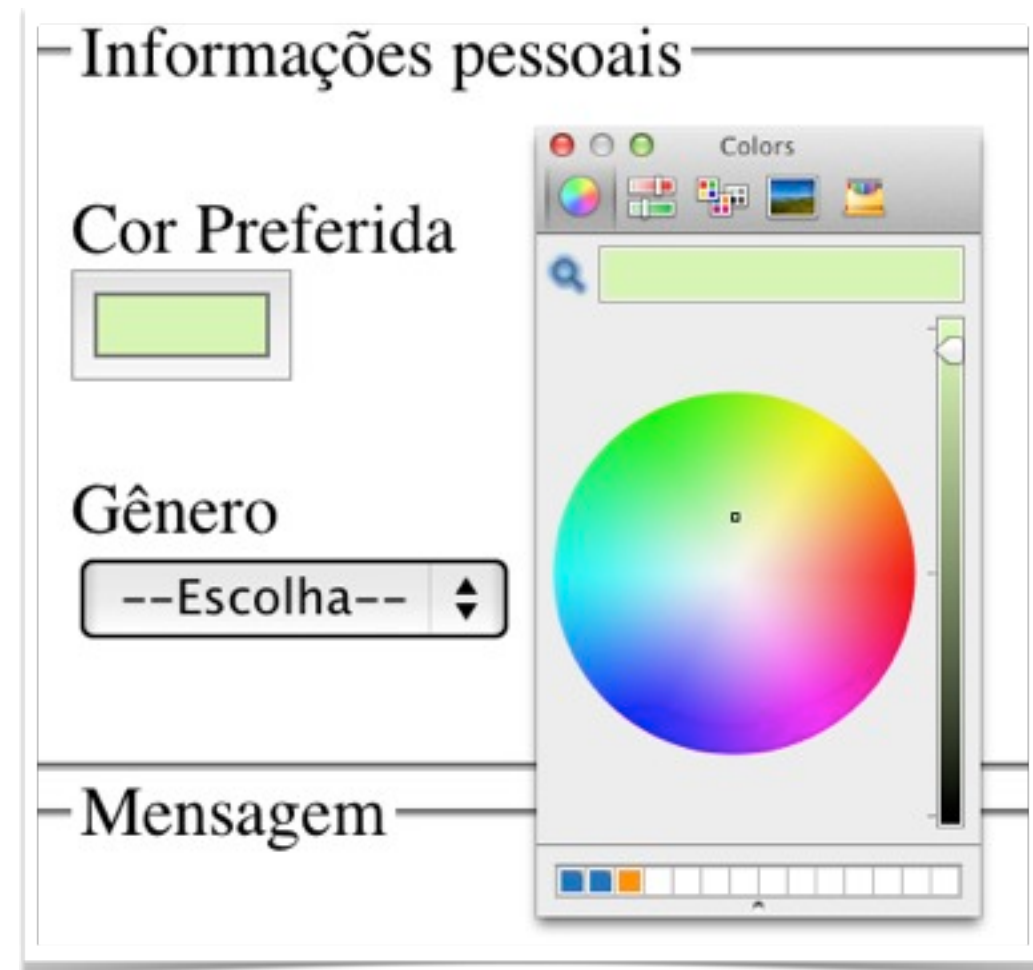 Informações pessoais
Colors
Cor Preferida
Gênero
--Escolha--
Mensagem